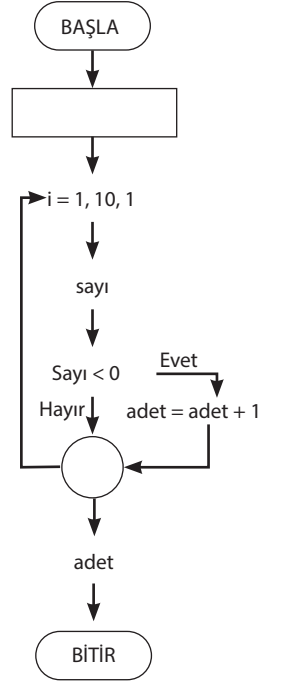 BAŞLA
i = 1, 10, 1
sayı
Sayı < 0
Evet
Hayır
adet = adet + 1
adet
BİTİR